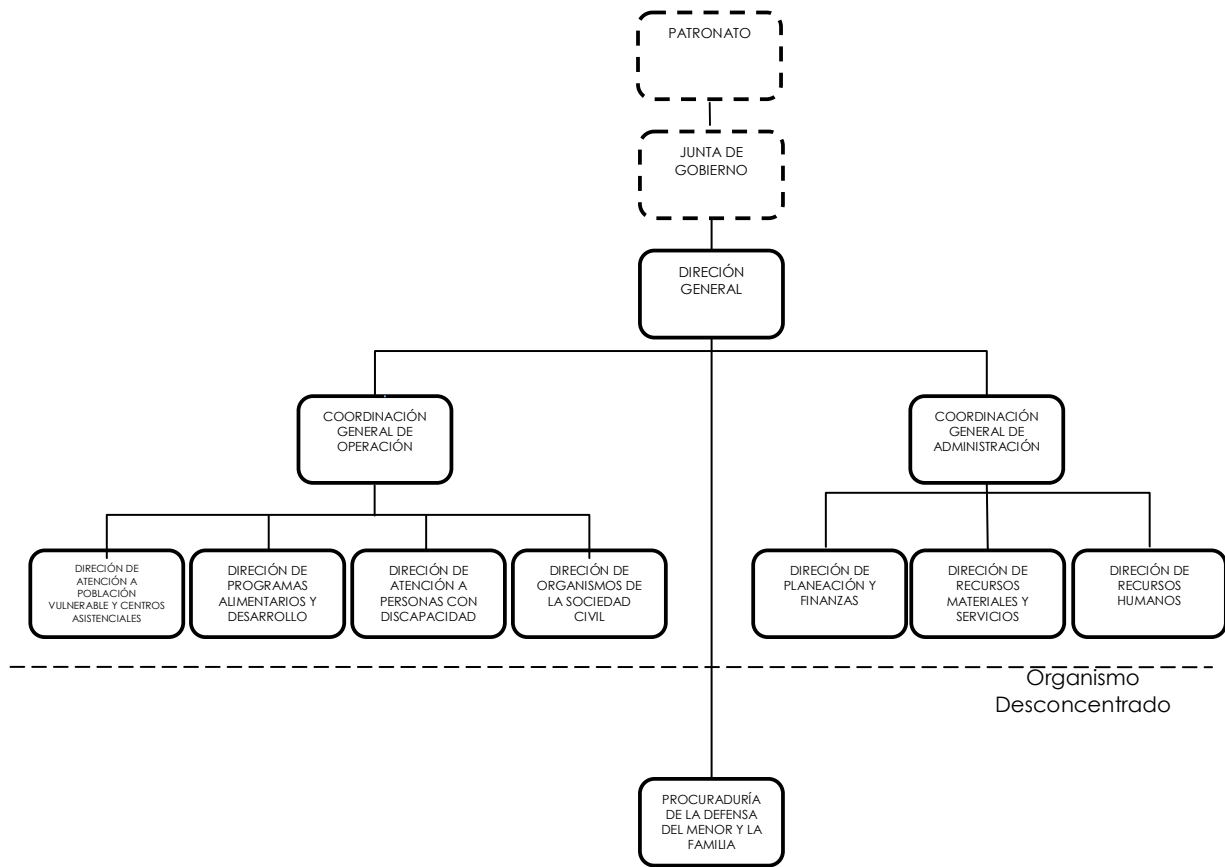 PATRONATO
JUNTA DE
GOBIERNO
DIRECIÓN
GENERAL
COORDINACIÓN
GENERAL DE
OPERACIÓN
COORDINACIÓN
GENERAL DE
ADMINISTRACIÓN
DIRECIÓN DE
ATENCIÓN A
POBLACIÓN
VULNERABLE Y CENTROS
ASISTENCIALES
DIRECIÓN DE
PROGRAMAS
ALIMENTARIOS Y
DESARROLLO
DIRECIÓN DE
ATENCIÓN A
PERSONAS CON
DISCAPACIDAD
DIRECIÓN DE
ORGANISMOS DE
LA SOCIEDAD
CIVIL
DIRECIÓN DE
PLANEACIÓN Y
FINANZAS
DIRECIÓN DE
RECURSOS
MATERIALES Y
SERVICIOS
DIRECIÓN DE
RECURSOS
HUMANOS
Organismo
Desconcentrado
PROCURADURÍA
DE LA DEFENSA
DEL MENOR Y LA
FAMILIA